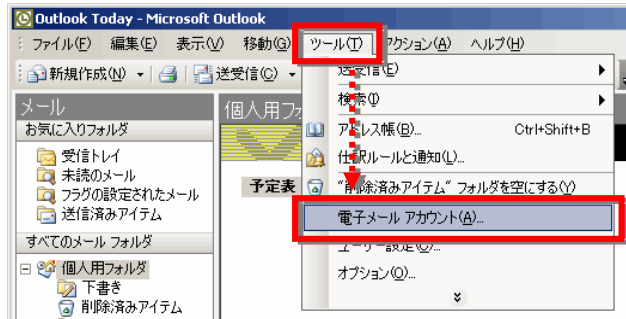 Outlook Today - Microsoft Outlook
ファイル(F) 編集(E) 表示(V) 移動(G) ツール(T) アクション(A) ヘルプ(H)
新規作成(N) 送受信(C)
送受信(E)
メール
個人用フォ
検索(I)
お気に入りフォルダ
アドレス帳(B)... Ctrl+Shift+B
受信トレイ
仕訳ルールと通知(L)...
未読のメール
フラグの設定されたメール
予定表
"削除済みアイテム" フォルダを空にする(Y)
送信済みアイテム
電子メール アカウント(A)...
すべてのメール フォルダ
ユーザー設定(C)...
個人用フォルダ
オプション(O)...
下書き
削除済みアイテム